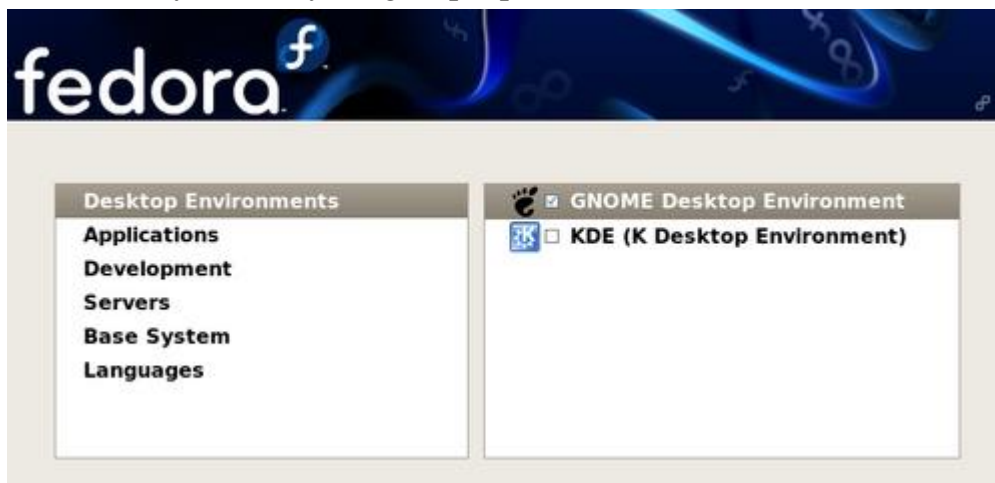 fedora
Desktop Environments
Applications
Development
Servers
Base System
Languages
GNOME Desktop Environment
KDE (K Desktop Environment)